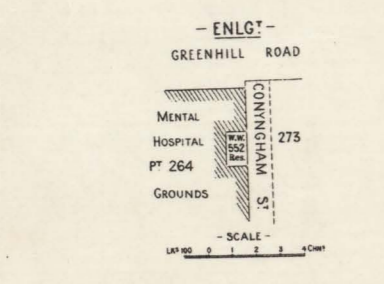 - ENLGT. -
GREENHILL ROAD
MENTAL
HOSPITAL
PT 264
GROUNDS
W.W.
552
Res.
CONYNGHAM ST.
273
- SCALE -
LKS 100 0 1 2 3 4 CHNS